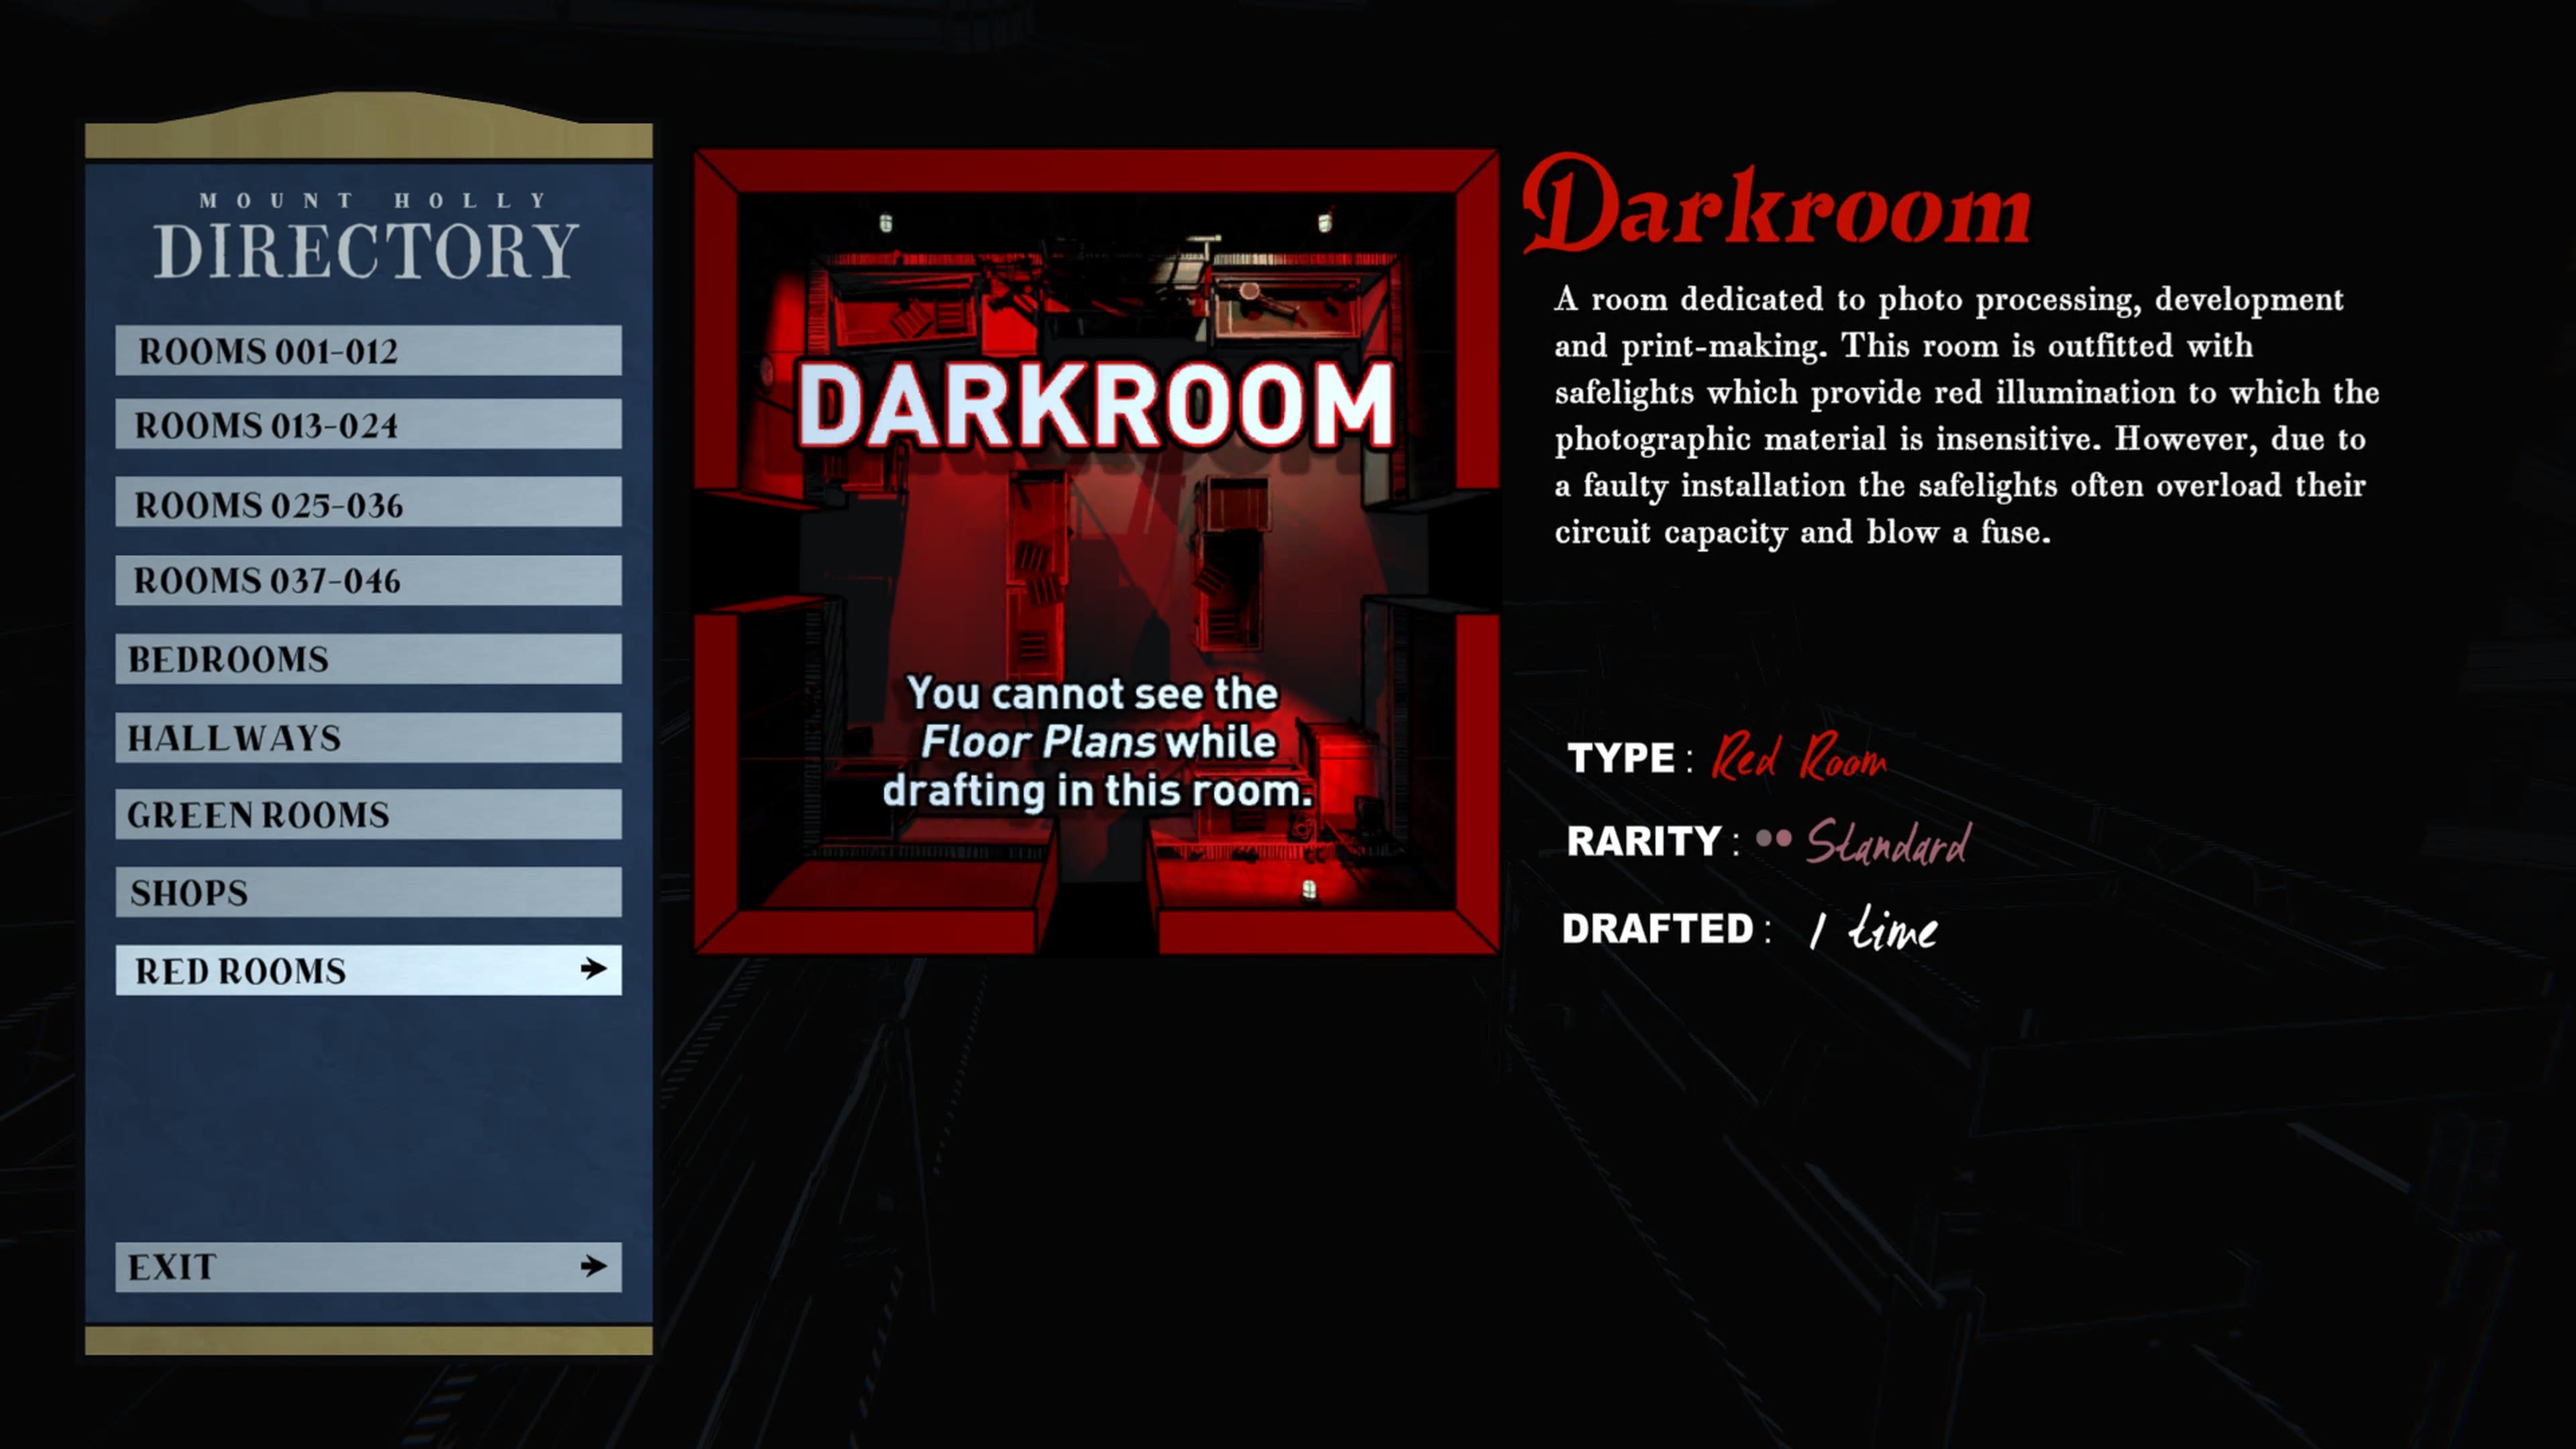 MOUNT HOLLY
DIRECTORY
ROOMS 001-012
ROOMS 013-024
ROOMS 025-036
ROOMS 037-046
BEDROOMS
HALLWAYS
GREEN ROOMS
SHOPS
RED ROOMS
EXIT
DARKROOM
You cannot see the
Floor Plans while
drafting in this room.
Darkroom
A room dedicated to photo processing, development
and print-making. This room is outfitted with
safelights which provide red illumination to which the
photographic material is insensitive. However, due to
a faulty installation the safelights often overload their
circuit capacity and blow a fuse.
TYPE : Red Room
RARITY : •• Standard
DRAFTED : 1 time